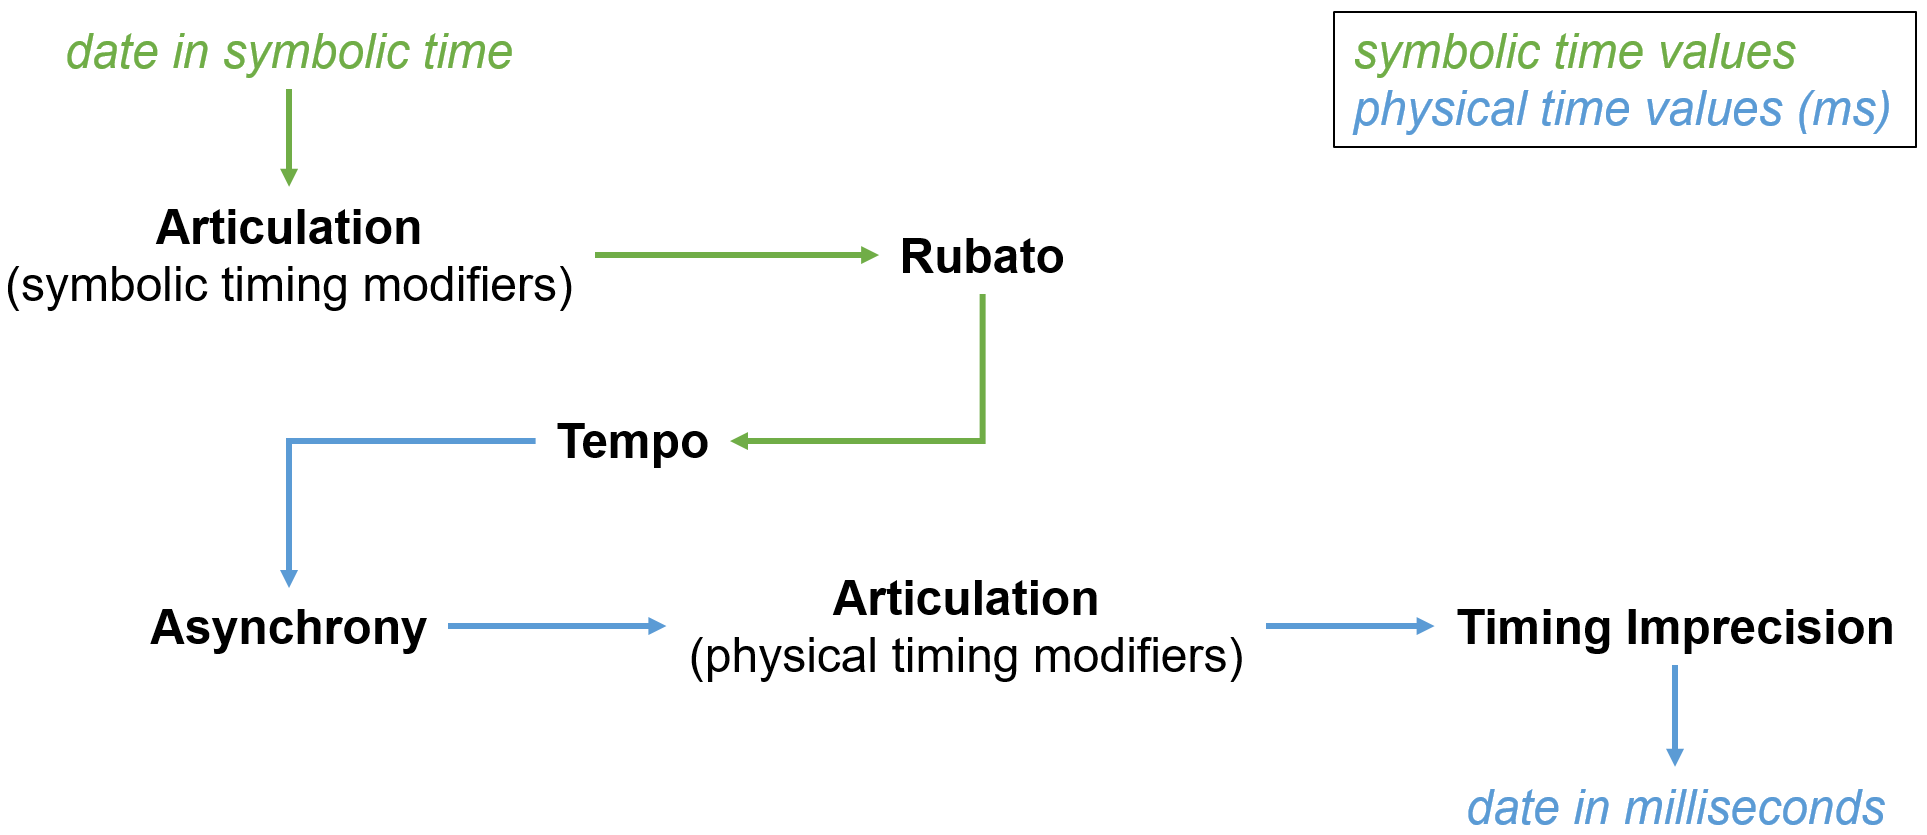 date in symbolic time
symbolic time values
physical time values (ms)
Articulation
(symbolic timing modifiers)
Rubato
Tempo
Asynchrony
Articulation
(physical timing modifiers)
Timing Imprecision
date in milliseconds